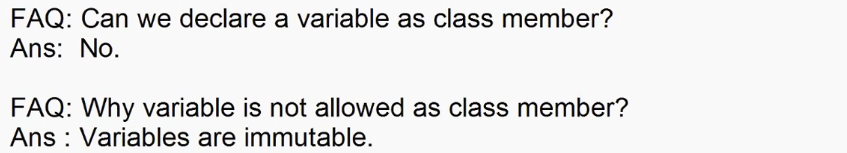 FAQ: Can we declare a variable as class member?
Ans:  No.
FAQ: Why variable is not allowed as class member?
Ans : Variables are immutable.